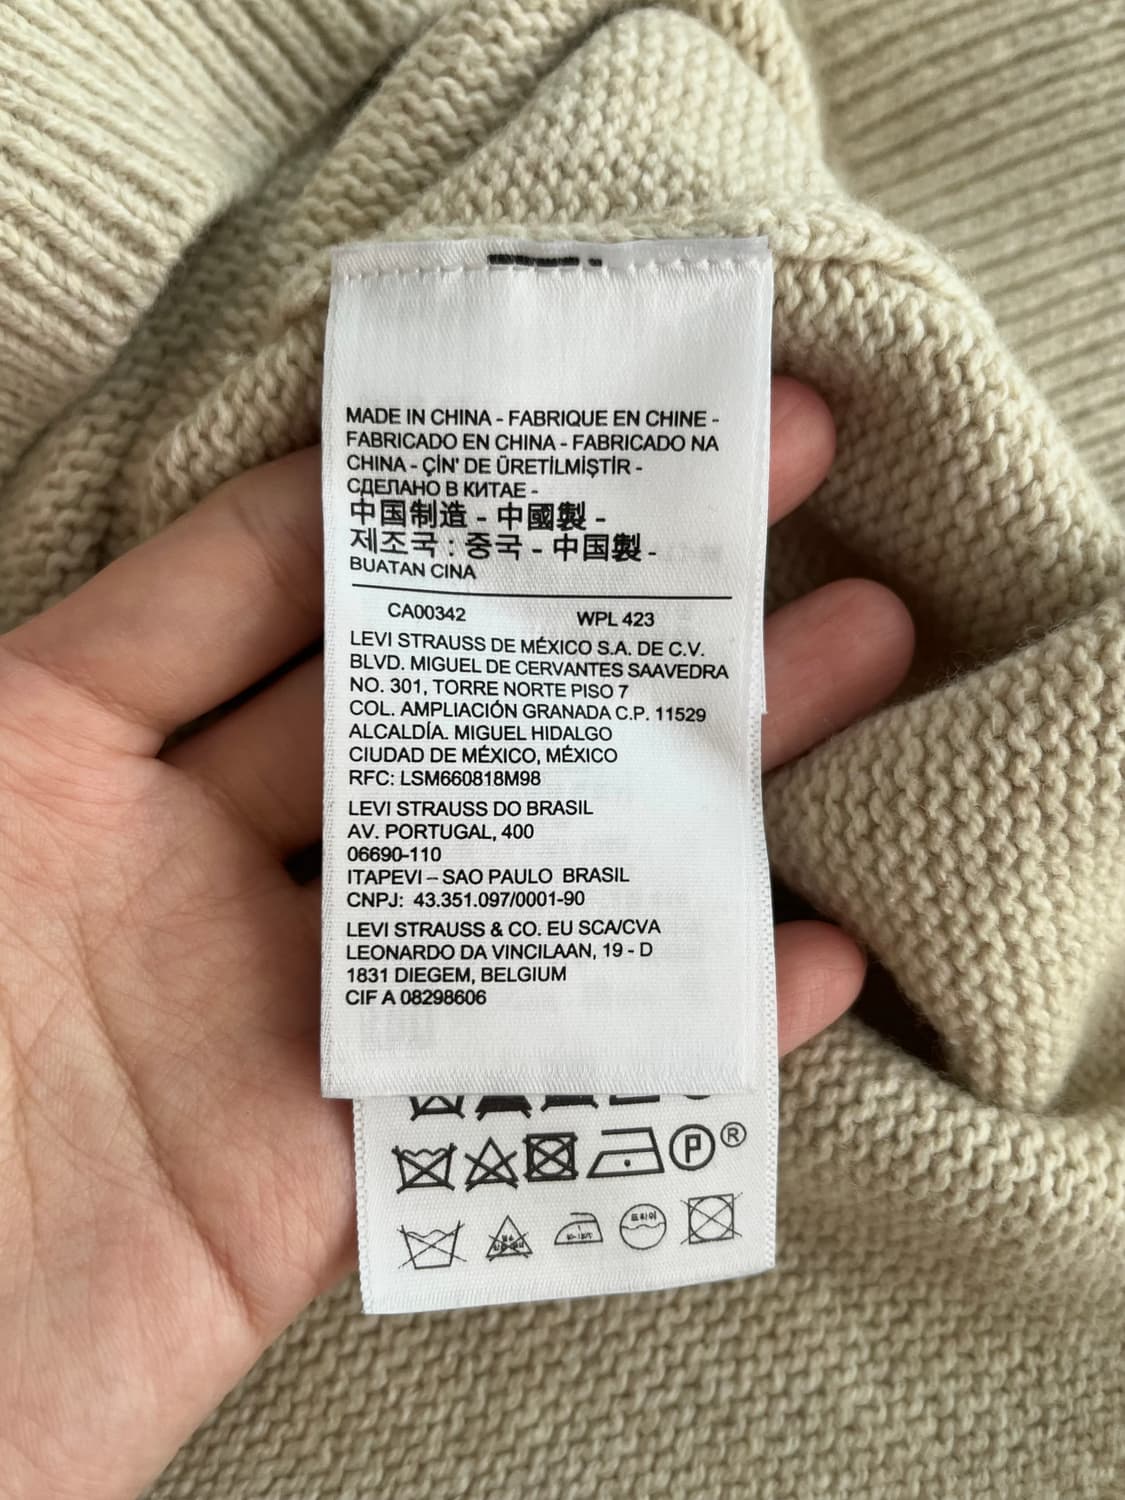 MADE IN CHINA - FABRIQUE EN CHINE -
FABRICADO EN CHINA - FABRICADO NA
CHINA - ÇİN' DE ÜRETİLMİŞTİR -
СДЕЛАНО В КИТАЕ -
中国制造 - 中國製 -
제조국 : 중국 - 中国製 -
BUATAN CINA
CA00342 WPL 423
LEVI STRAUSS DE MÉXICO S.A. DE C.V.
BLVD. MIGUEL DE CERVANTES SAAVEDRA
NO. 301, TORRE NORTE PISO 7
COL. AMPLIACIÓN GRANADA C.P. 11529
ALCALDÍA. MIGUEL HIDALGO
CIUDAD DE MÉXICO, MÉXICO
RFC: LSM660818M98
LEVI STRAUSS DO BRASIL
AV. PORTUGAL, 400
06690-110
ITAPEVI – SAO PAULO BRASIL
CNPJ: 43.351.097/0001-90
LEVI STRAUSS & CO. EU SCA/CVA
LEONARDO DA VINCILAAN, 19 - D
1831 DIEGEM, BELGIUM
CIF A 08298606
P ®
드라이